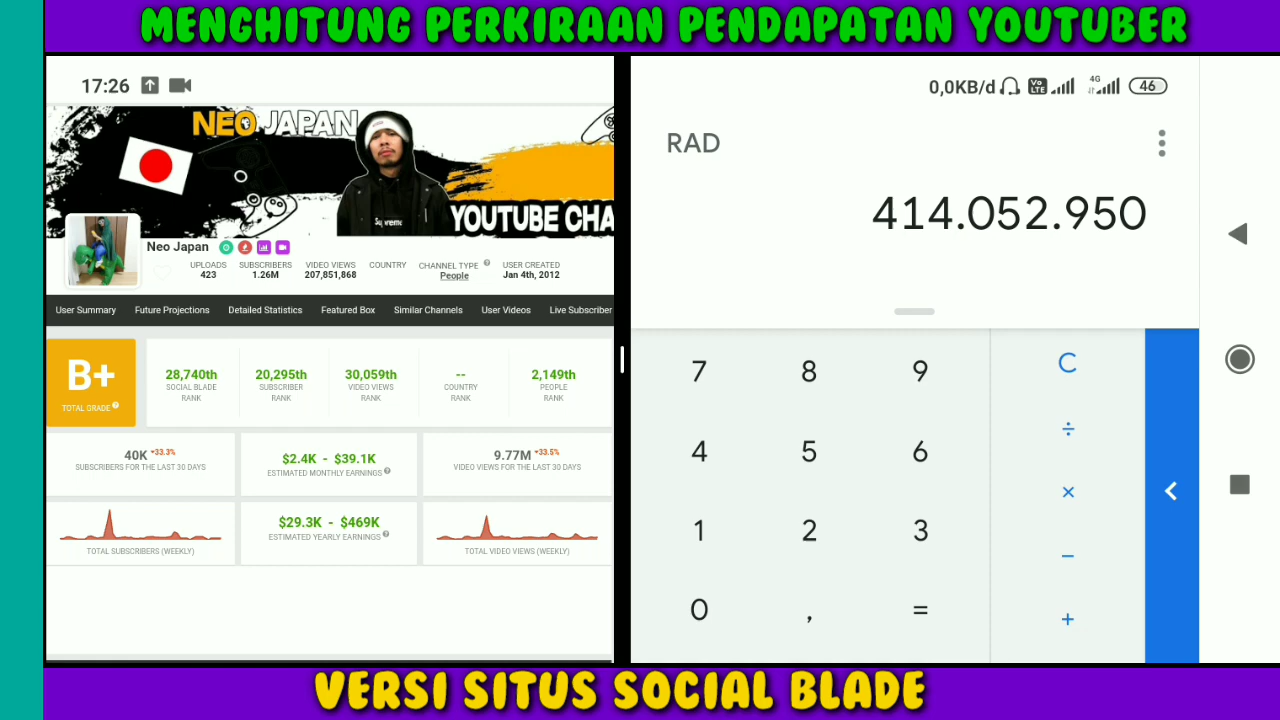 MENGHITUNG PERKIRAAN PENDAPATAN YOUTUBER
17:26
NEO JAPAN
Supreme
YOUTUBE CHA
Neo Japan
UPLOADS
423
SUBSCRIBERS
1.26M
VIDEO VIEWS
207,851,868
COUNTRY
CHANNEL TYPE
People
USER CREATED
Jan 4th, 2012
User Summary Future Projections Detailed Statistics Featured Box Similar Channels User Videos Live Subscriber
B+
TOTAL GRADE
28,740th
SOCIAL BLADE
RANK
20,295th
SUBSCRIBER
RANK
30,059th
VIDEO VIEWS
RANK
--
COUNTRY
RANK
2,149th
PEOPLE
RANK
40K -33.3%
SUBSCRIBERS FOR THE LAST 30 DAYS
$2.4K - $39.1K
ESTIMATED MONTHLY EARNINGS
9.77M -33.5%
VIDEO VIEWS FOR THE LAST 30 DAYS
TOTAL SUBSCRIBERS (WEEKLY)
$29.3K - $469K
ESTIMATED YEARLY EARNINGS
TOTAL VIDEO VIEWS (WEEKLY)
0,0KB/d Vo LTE 4G 46
RAD
414.052.950
7 8 9 C
÷
4 5 6 ×
1 2 3 −
0 , = +
VERSI SITUS SOCIAL BLADE